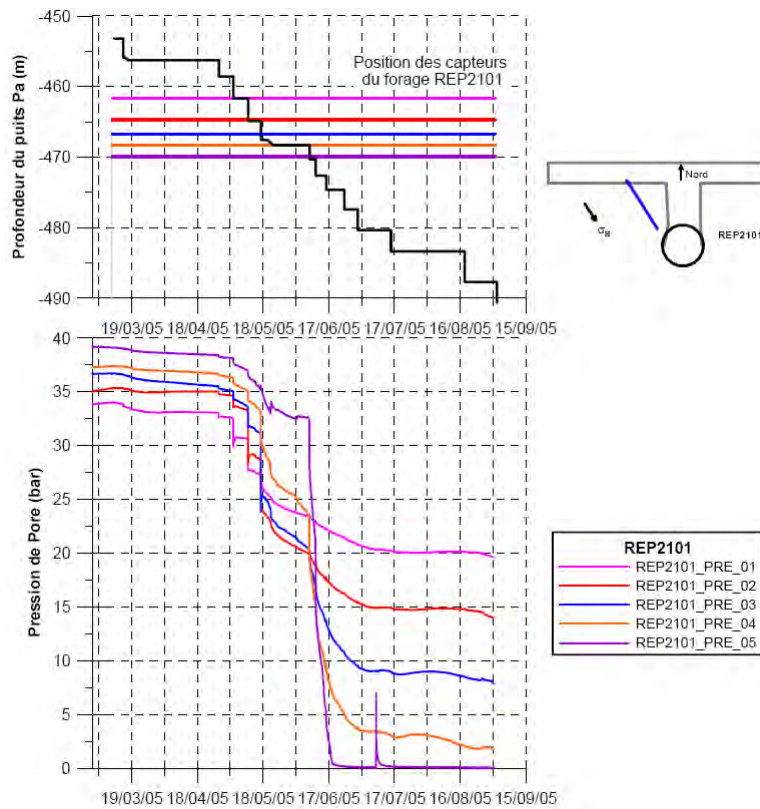 -450
-460
-470
-480
-490
Profondeur du puits Pa (m)
Position des capteurs
du forage REP2101
19/03/05 18/04/05 18/05/05 17/06/05 17/07/05 16/08/05 15/09/05
Nord
REP2101
σH
40
35
30
25
20
15
10
5
0
Pression de Pore (bar)
19/03/05 18/04/05 18/05/05 17/06/05 17/07/05 16/08/05 15/09/05
REP2101
REP2101_PRE_01
REP2101_PRE_02
REP2101_PRE_03
REP2101_PRE_04
REP2101_PRE_05